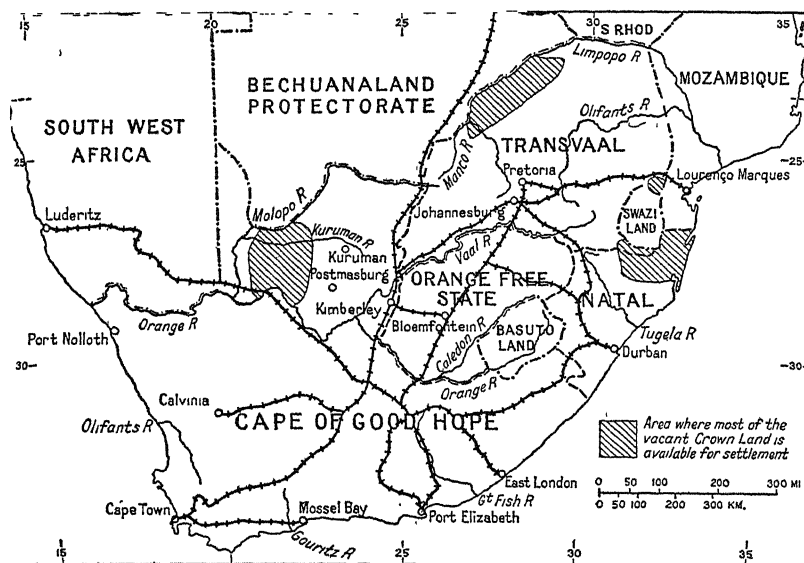 20
25
30
35
S RHOD
Limpopo R
BECHUANALAND
PROTECTORATE
MOZAMBIQUE
SOUTH WEST
AFRICA
Olifants R
TRANSVAAL
25
25
Marico R
Pretoria
Lourenço Marques
Molopo R
Johannesburg
SWAZI
LAND
Luderitz
Kuruman R
Kuruman
Vaal R
Postmasburg
ORANGE FREE
STATE
NATAL
Kimberley
Orange R
Bloemfontein
Caledon R
BASUTO
LAND
Tugela R
Port Nolloth
Durban
30
30
Orange R
Calvinia
CAPE OF GOOD HOPE
Olifants R
Area where most of the
vacant Crown Land is
available for settlement
East London
0 50 100 200 300 MI
0 50 100 200 300 KM.
Gt Fish R
Cape Town
Mossel Bay
Port Elizabeth
Gouritz R
15
20
25
30
35